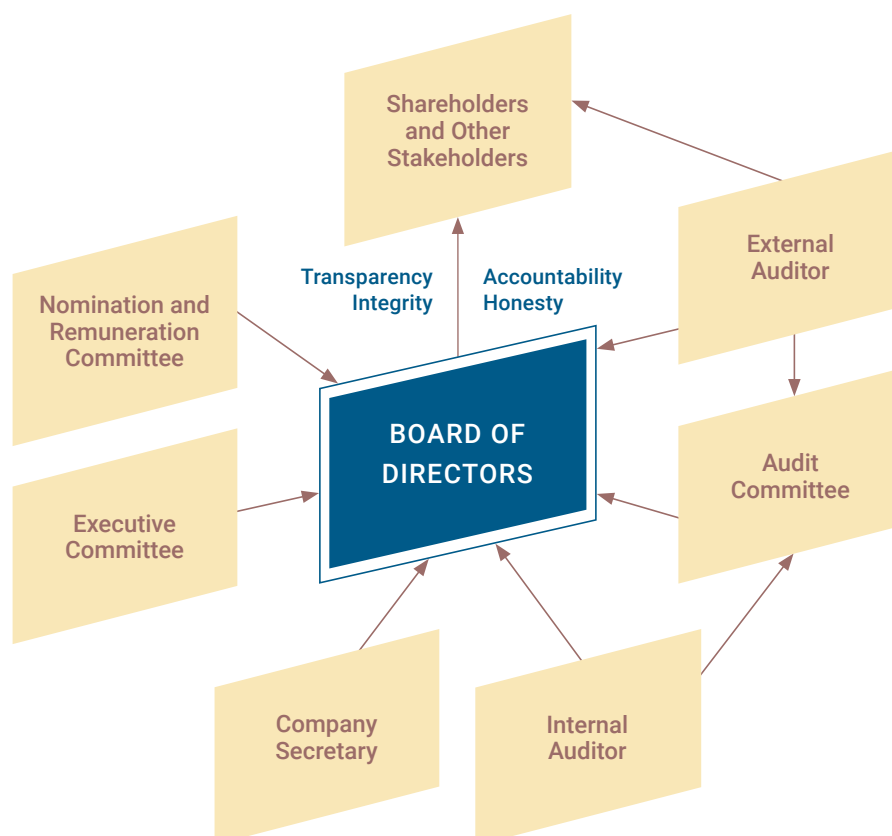 Shareholders
and Other
Stakeholders
External
Auditor
Transparency
Integrity
Accountability
Honesty
Nomination and
Remuneration
Committee
BOARD OF
DIRECTORS
Audit
Committee
Executive
Committee
Company
Secretary
Internal
Auditor